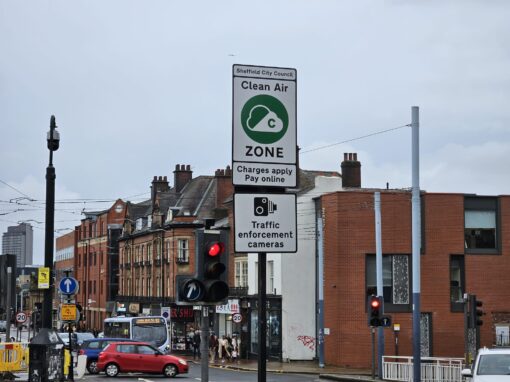 Sheffield City Council
Clean Air
C
ZONE
Charges apply
Pay online
Traffic
enforcement
cameras